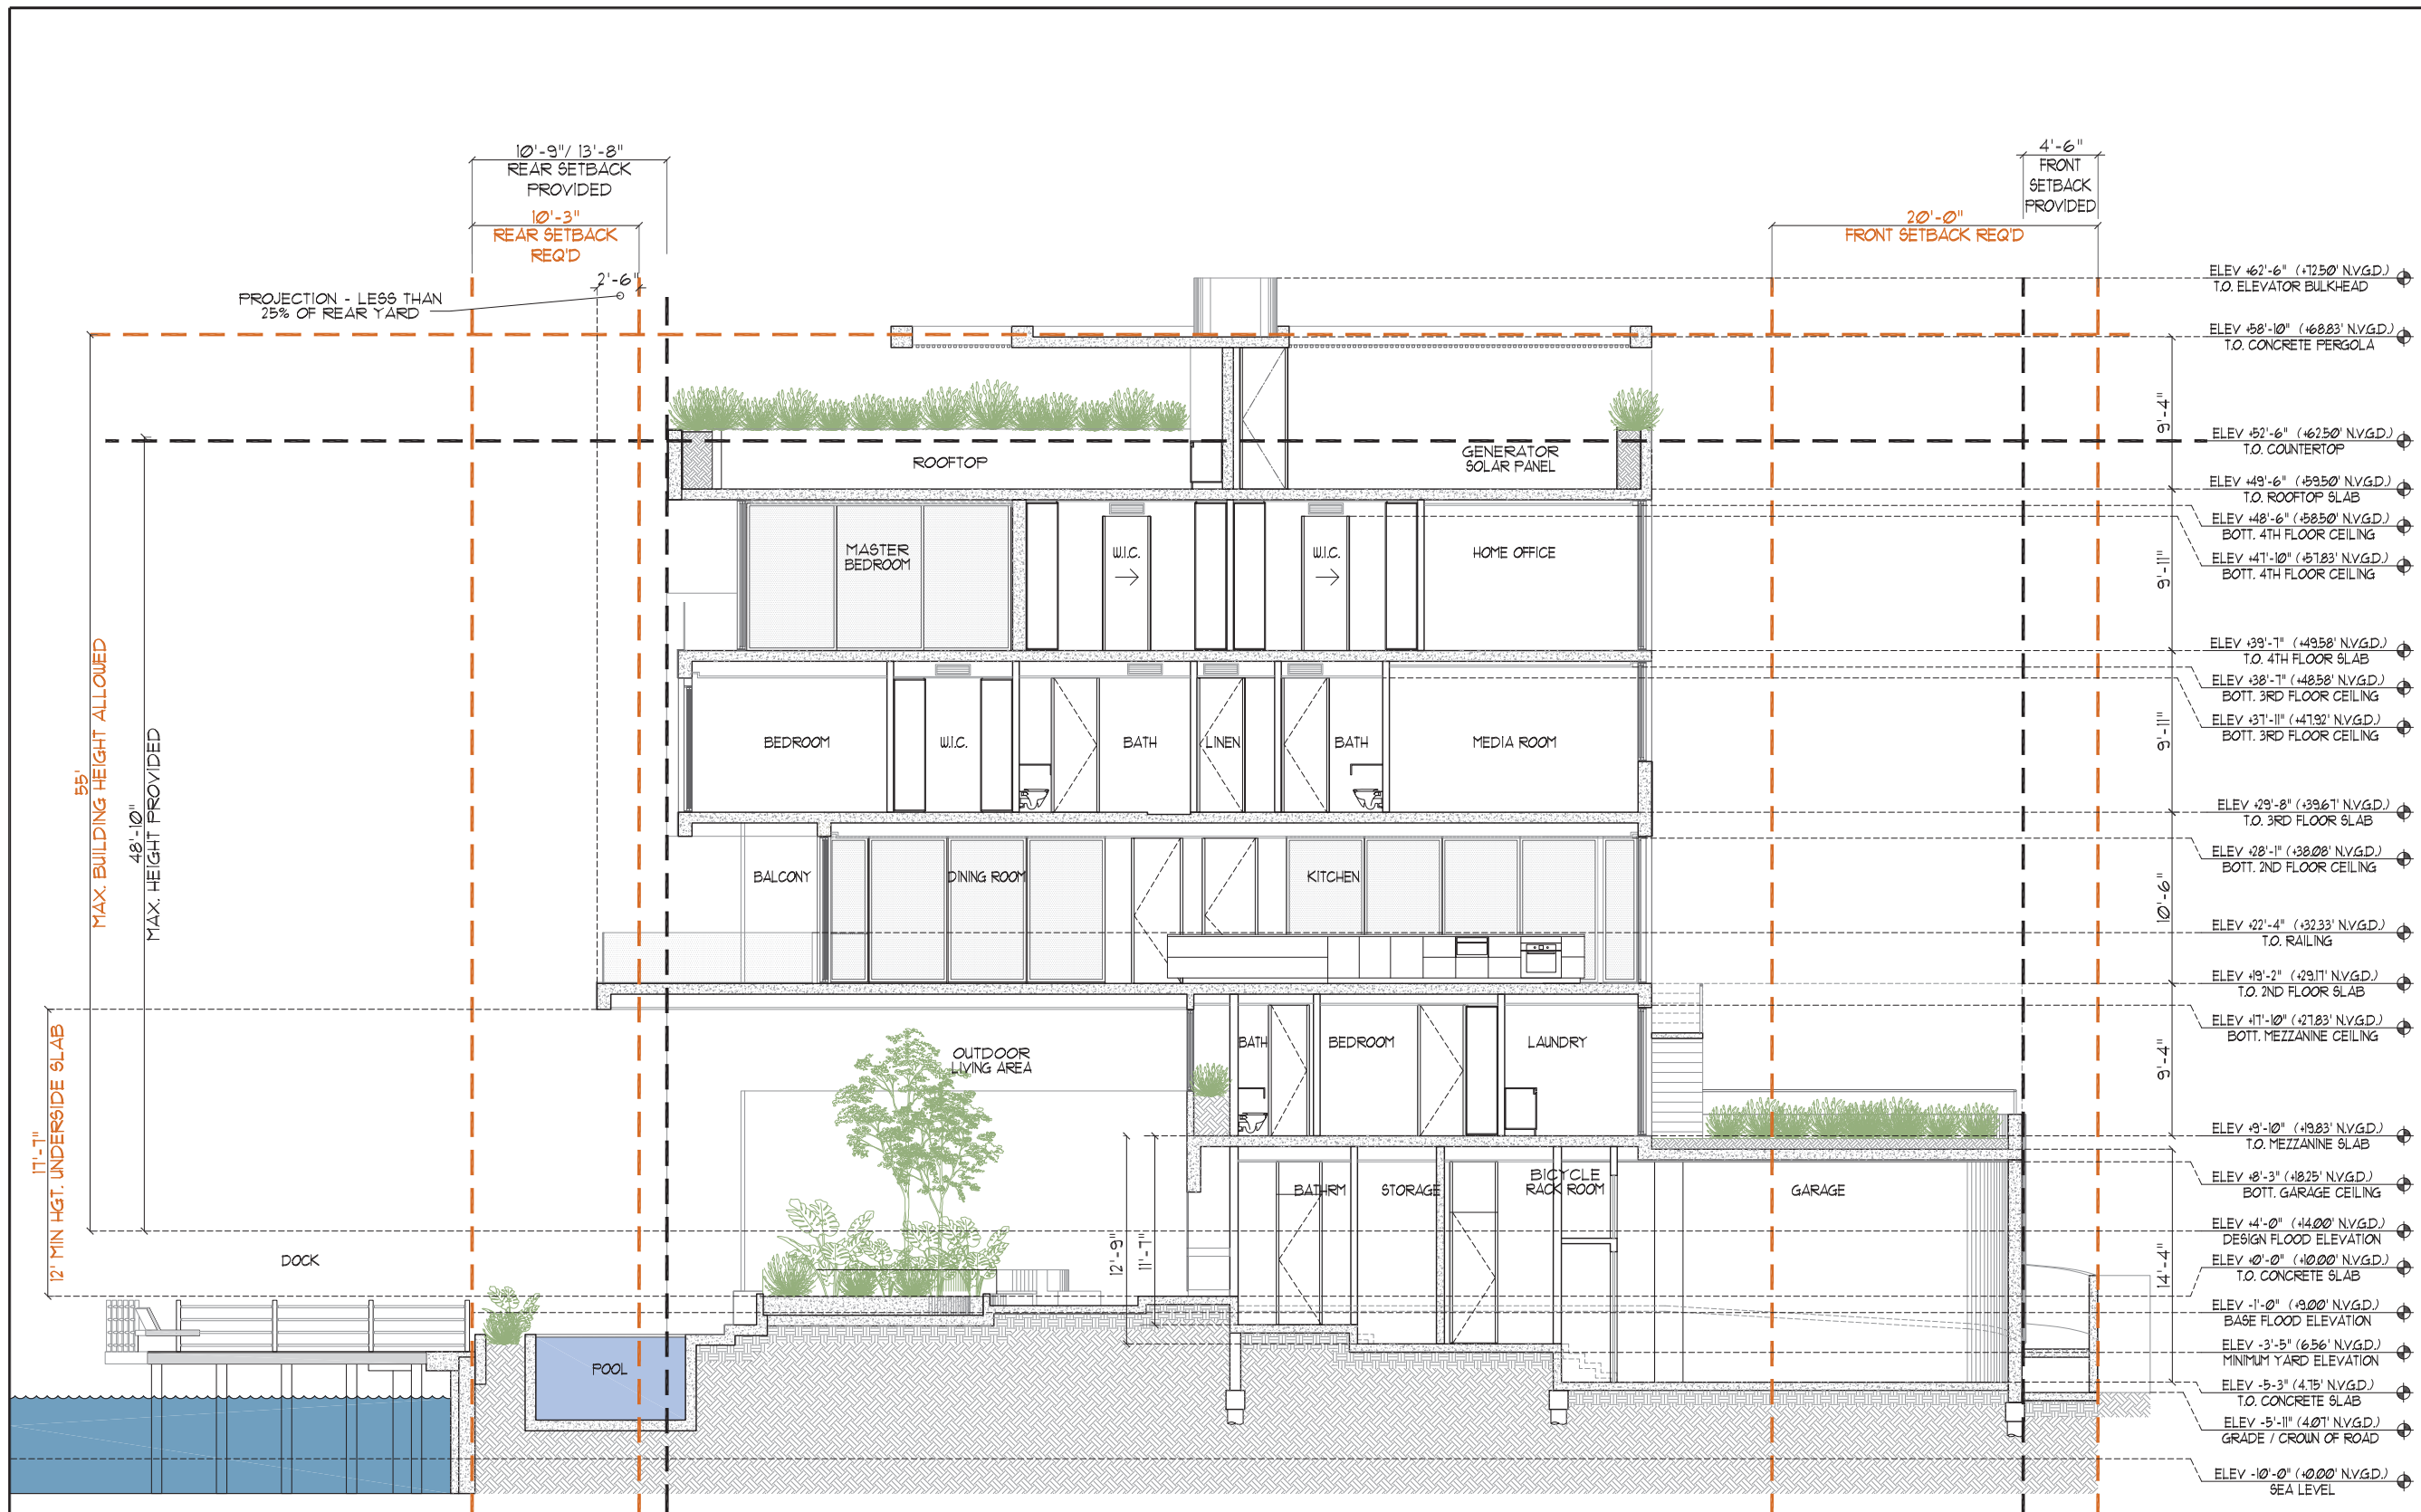 10'-9"/ 13'-8"
REAR SETBACK
PROVIDED
10'-3"
REAR SETBACK
REQ'D
2'-6"
PROJECTION - LESS THAN
25% OF REAR YARD
4'-6"
FRONT
SETBACK
PROVIDED
20'-0"
FRONT SETBACK REQ'D
55'
MAX. BUILDING HEIGHT ALLOWED
48'-10"
MAX. HEIGHT PROVIDED
17'-7"
12' MIN HGT. UNDERSIDE SLAB
ROOFTOP
GENERATOR
SOLAR PANEL
MASTER
BEDROOM
W.I.C.
W.I.C.
HOME OFFICE
BEDROOM
W.I.C.
BATH
LINEN
BATH
MEDIA ROOM
BALCONY
DINING ROOM
KITCHEN
OUTDOOR
LIVING AREA
BATH
BEDROOM
LAUNDRY
BATHRM
STORAGE
BICYCLE
RACK ROOM
GARAGE
12'-9"
11'-7"
DOCK
POOL
9'-4"
9'-11"
9'-11"
10'-6"
9'-4"
14'-4"
ELEV +62'-6" (+72.50' N.V.G.D.)
T.O. ELEVATOR BULKHEAD
ELEV +58'-10" (+68.83' N.V.G.D.)
T.O. CONCRETE PERGOLA
ELEV +52'-6" (+62.50' N.V.G.D.)
T.O. COUNTERTOP
ELEV +49'-6" (+59.50' N.V.G.D.)
T.O. ROOFTOP SLAB
ELEV +48'-6" (+58.50' N.V.G.D.)
BOTT. 4TH FLOOR CEILING
ELEV +47'-10" (+57.83' N.V.G.D.)
BOTT. 4TH FLOOR CEILING
ELEV +39'-7" (+49.58' N.V.G.D.)
T.O. 4TH FLOOR SLAB
ELEV +38'-7" (+48.58' N.V.G.D.)
BOTT. 3RD FLOOR CEILING
ELEV +37'-11" (+47.92' N.V.G.D.)
BOTT. 3RD FLOOR CEILING
ELEV +29'-8" (+39.67' N.V.G.D.)
T.O. 3RD FLOOR SLAB
ELEV +28'-1" (+38.08' N.V.G.D.)
BOTT. 2ND FLOOR CEILING
ELEV +22'-4" (+32.33' N.V.G.D.)
T.O. RAILING
ELEV +19'-2" (+29.17' N.V.G.D.)
T.O. 2ND FLOOR SLAB
ELEV +17'-10" (+27.83' N.V.G.D.)
BOTT. MEZZANINE CEILING
ELEV +9'-10" (+19.83' N.V.G.D.)
T.O. MEZZANINE SLAB
ELEV +8'-3" (+18.25' N.V.G.D.)
BOTT. GARAGE CEILING
ELEV +4'-0" (+14.00' N.V.G.D.)
DESIGN FLOOD ELEVATION
ELEV +0'-0" (+10.00' N.V.G.D.)
T.O. CONCRETE SLAB
ELEV -1'-0" (+9.00' N.V.G.D.)
BASE FLOOD ELEVATION
ELEV -3'-5" (6.56' N.V.G.D.)
MINIMUM YARD ELEVATION
ELEV -5-3" (4.75' N.V.G.D.)
T.O. CONCRETE SLAB
ELEV -5'-11" (4.07' N.V.G.D.)
GRADE / CROWN OF ROAD
ELEV -10'-0" (+0.00' N.V.G.D.)
SEA LEVEL